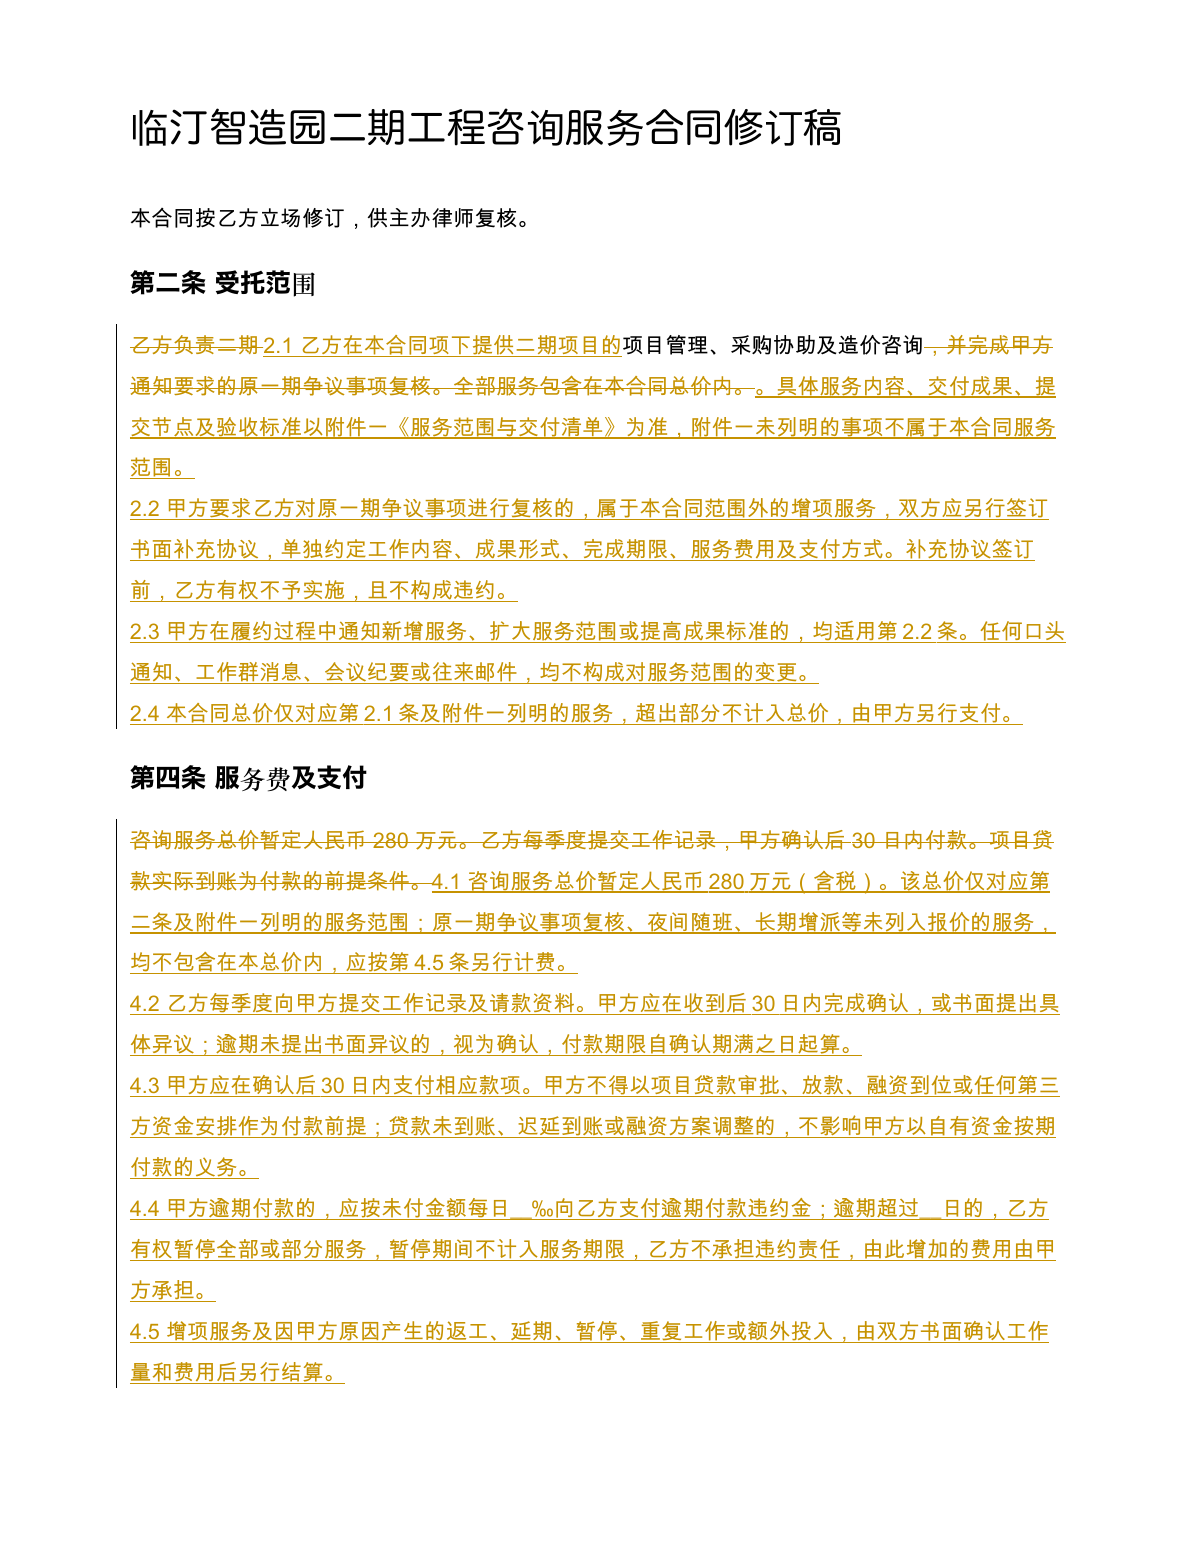 临汀智造园二期工程咨询服务合同修订稿
本合同按乙方立场修订，供主办律师复核。
第二条 受托范围
乙方负责二期2.1 乙方在本合同项下提供二期项目的项目管理、采购协助及造价咨询，并完成甲方
通知要求的原一期争议事项复核。全部服务包含在本合同总价内。。具体服务内容、交付成果、提
交节点及验收标准以附件一《服务范围与交付清单》为准，附件一未列明的事项不属于本合同服务
范围。
2.2 甲方要求乙方对原一期争议事项进行复核的，属于本合同范围外的增项服务，双方应另行签订
书面补充协议，单独约定工作内容、成果形式、完成期限、服务费用及支付方式。补充协议签订
前，乙方有权不予实施，且不构成违约。
2.3 甲方在履约过程中通知新增服务、扩大服务范围或提高成果标准的，均适用第 2.2 条。任何口头
通知、工作群消息、会议纪要或往来邮件，均不构成对服务范围的变更。
2.4 本合同总价仅对应第 2.1 条及附件一列明的服务，超出部分不计入总价，由甲方另行支付。
第四条 服务费及支付
咨询服务总价暂定人民币 280 万元。乙方每季度提交工作记录，甲方确认后 30 日内付款。项目贷
款实际到账为付款的前提条件。4.1 咨询服务总价暂定人民币 280 万元（含税）。该总价仅对应第
二条及附件一列明的服务范围；原一期争议事项复核、夜间随班、长期增派等未列入报价的服务，
均不包含在本总价内，应按第 4.5 条另行计费。
4.2 乙方每季度向甲方提交工作记录及请款资料。甲方应在收到后 30 日内完成确认，或书面提出具
体异议；逾期未提出书面异议的，视为确认，付款期限自确认期满之日起算。
4.3 甲方应在确认后 30 日内支付相应款项。甲方不得以项目贷款审批、放款、融资到位或任何第三
方资金安排作为付款前提；贷款未到账、迟延到账或融资方案调整的，不影响甲方以自有资金按期
付款的义务。
4.4 甲方逾期付款的，应按未付金额每日__‰向乙方支付逾期付款违约金；逾期超过__日的，乙方
有权暂停全部或部分服务，暂停期间不计入服务期限，乙方不承担违约责任，由此增加的费用由甲
方承担。
4.5 增项服务及因甲方原因产生的返工、延期、暂停、重复工作或额外投入，由双方书面确认工作
量和费用后另行结算。